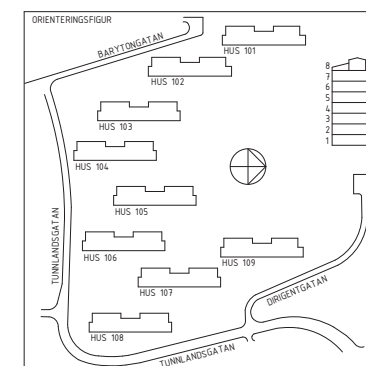 ORIENTERINGSFIGUR
BARYTONGATAN
HUS 101
HUS 102
8
7
6
5
4
3
2
1
HUS 103
HUS 104
HUS 105
TUNNLANDSGATAN
HUS 106
HUS 109
HUS 107
DIRIGENTGATAN
HUS 108
TUNNLANDSGATAN